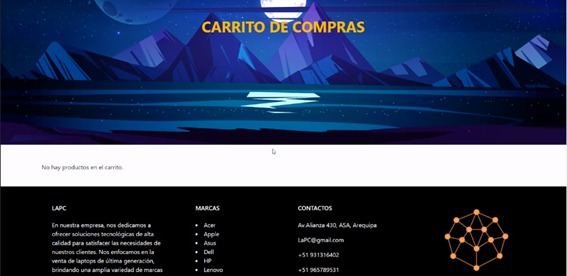 CARRITO DE COMPRAS
No hay productos en el carrito.
LAPC
En nuestra empresa, nos dedicamos a
ofrecer soluciones tecnológicas de alta
calidad para satisfacer las necesidades de
nuestros clientes. Nos enfocamos en la
venta de laptops de última generación,
brindando una amplia variedad de marcas
MARCAS
Acer
Apple
Asus
Dell
HP
Lenovo
CONTACTOS
Av.Alianza 430, ASA, Arequipa
LaPC@gmail.com
+51 931316402
+51 965789531